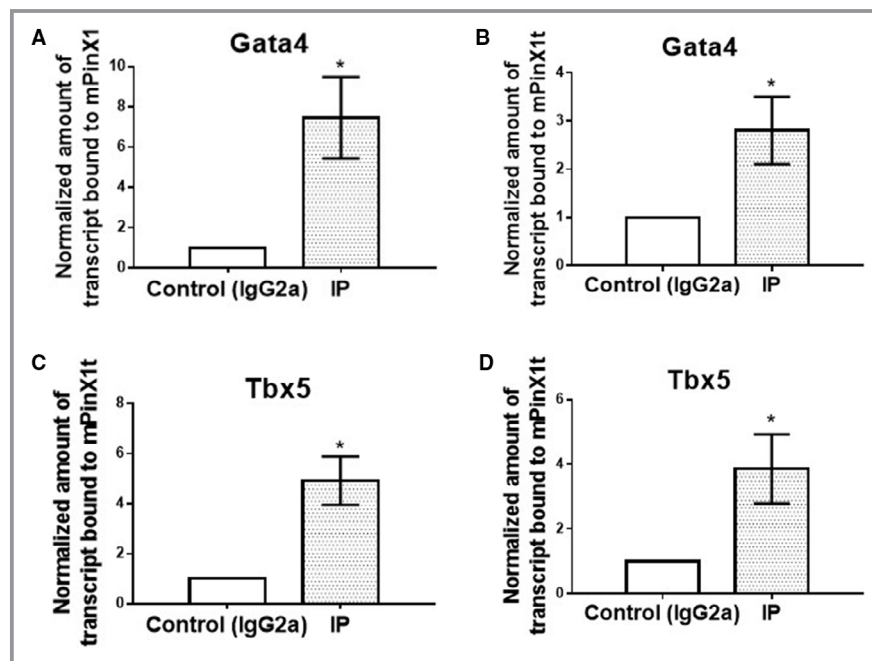 A
Gata4
Normalized amount of
transcript bound to mPinX1
10
8
6
4
2
0
*
Control (IgG2a)
IP
B
Gata4
Normalized amount of
transcript bound to mPinX1t
4
3
2
1
0
*
Control (IgG2a)
IP
C
Tbx5
Normalized amount of
transcript bound to mPinX1t
8
6
4
2
0
*
Control (IgG2a)
IP
D
Tbx5
Normalized amount of
transcript bound to mPinX1t
6
4
2
0
*
Control (IgG2a)
IP